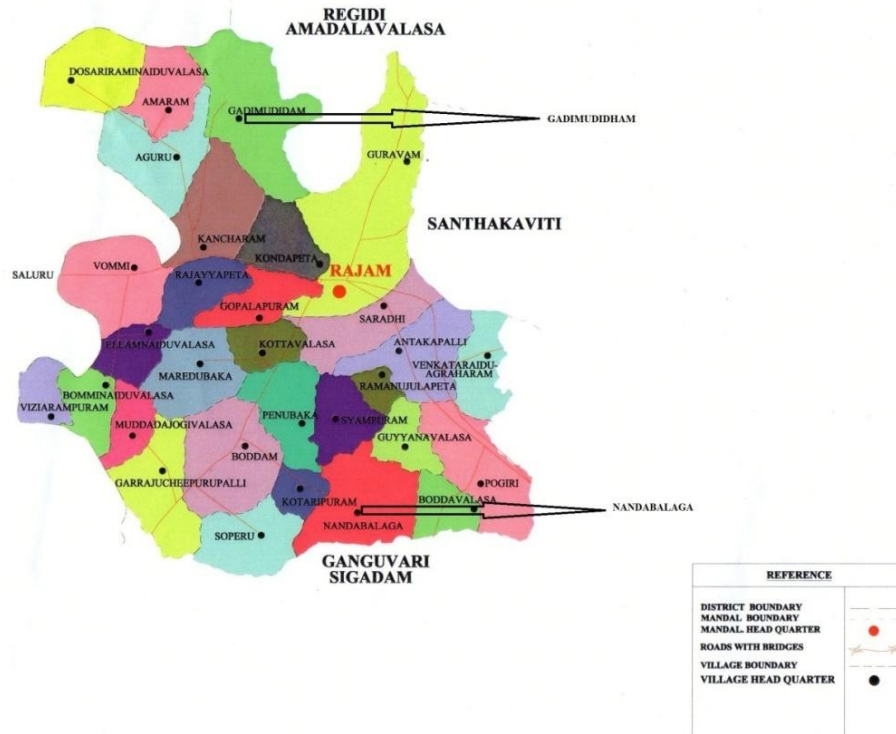 REGIDI
AMADALAVALASA
DOSARIRAMINAIDUVALASA
AMARAM
GADIMUDIDAM
GADIMUDIDHAM
AGURU
GURAVAM
SANTHAKAVITI
KANCHARAM
KONDAPETA
SALURU
VOMMI
RAJAYYAPETA
RAJAM
GOPALAPURAM
SARADHI
ELLAMNAIDUVALASA
KOTTAVALASA
ANTAKAPALLI
MAREDUBAKA
VENKATARAIDU-
AGRAHARAM
RAMANUJULAPETA
BOMMINAIDUVALASA
VIZIARAMPURAM
MUDDADAJOGIVALASA
PENUBAKA
SYAMPURAM
GUYYANAVALASA
BODDAM
GARRAJUCHEEPURUPALLI
POGIRI
KOTARIPURAM
BODDAVALASA
NANDABALAGA
NANDABALAGA
SOPERU
GANGUVARI
SIGADAM
REFERENCE
DISTRICT BOUNDARY
MANDAL BOUNDARY
MANDAL. HEAD QUARTER
ROADS WITH BRIDGES
VILLAGE BOUNDARY
VILLAGE HEAD QUARTER